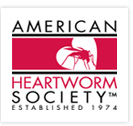 AMERICAN
HEARTWORM
SOCIETY™
ESTABLISHED 1974